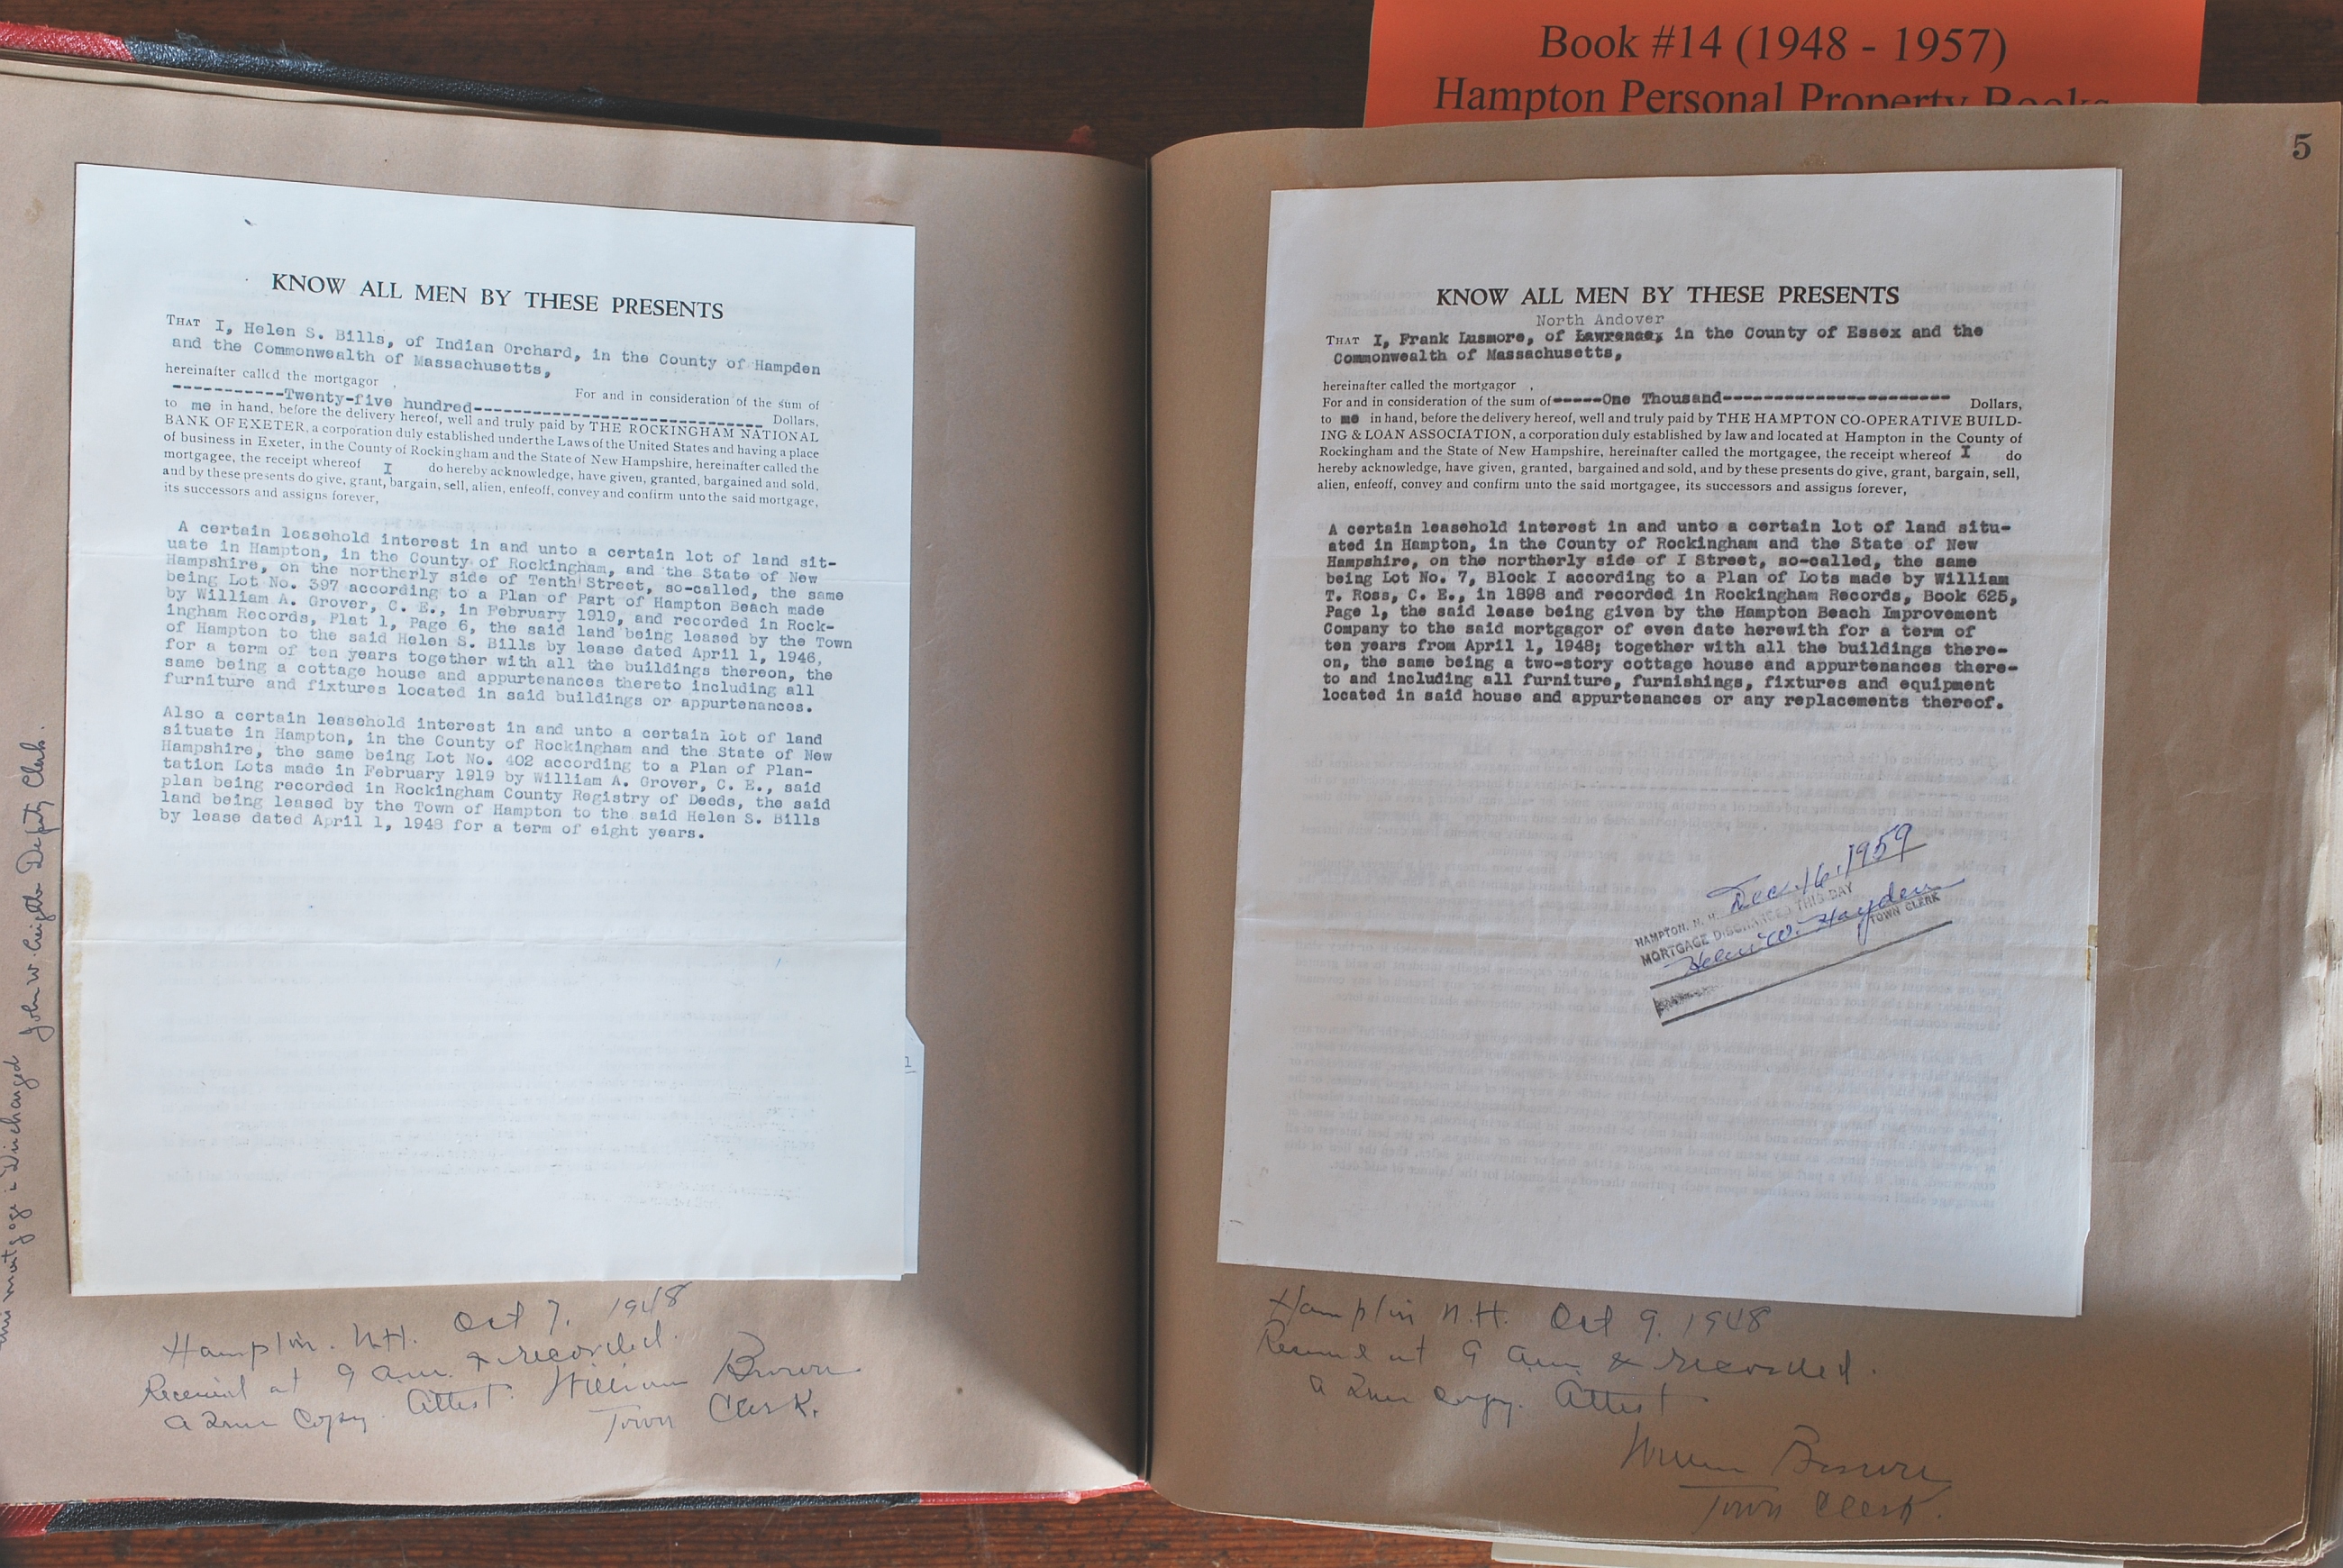 Book #14 (1948 - 1957)
Hampton Personal Property Books
KNOW ALL MEN BY THESE PRESENTS
THAT I, Helen S. Bills, of Indian Orchard, in the County of Hampden
and the Commonwealth of Massachusetts,
hereinafter called the mortgagor ,
For and in consideration of the sum of
-----------Twenty-five hundred----------------------------- Dollars,
to me in hand, before the delivery hereof, well and truly paid by THE ROCKINGHAM NATIONAL
BANK OF EXETER, a corporation duly established under the Laws of the United States and having a place
of business in Exeter, in the County of Rockingham and the State of New Hampshire, hereinafter called the
mortgagee, the receipt whereof I do hereby acknowledge, have given, granted, bargained and sold,
and by these presents do give, grant, bargain, sell, alien, enfeoff, convey and confirm unto the said mortgage,
its successors and assigns forever,
A certain leasehold interest in and unto a certain lot of land sit-
uate in Hampton, in the County of Rockingham, and the State of New
Hampshire, on the northerly side of Tenth Street, so-called, the same
being Lot No. 397 according to a Plan of Part of Hampton Beach made
by William A. Grover, C. E., in February 1919, and recorded in Rock-
ingham Records, Plat 1, Page 6, the said land being leased by the Town
of Hampton to the said Helen S. Bills by lease dated April 1, 1946,
for a term of ten years together with all the buildings thereon, the
same being a cottage house and appurtenances thereto including all
furniture and fixtures located in said buildings or appurtenances.
Also a certain leasehold interest in and unto a certain lot of land
situate in Hampton, in the County of Rockingham and the State of New
Hampshire, the same being Lot No. 402 according to a Plan of Plan-
tation Lots made in February 1919 by William A. Grover, C. E., said
plan being recorded in Rockingham County Registry of Deeds, the said
land being leased by the Town of Hampton to the said Helen S. Bills
by lease dated April 1, 1948 for a term of eight years.
mortgage Discharged
John W. Deputy Clerk.
Hampton. N.H. Oct 7. 1948
Received at 9 a.m. & recorded.
a True Copy. Attest. William Brown
Town Clerk.
5
KNOW ALL MEN BY THESE PRESENTS
North Andover
THAT I, Frank Lusmore, of Lawrence, in the County of Essex and the
Commonwealth of Massachusetts,
hereinafter called the mortgagor ,
For and in consideration of the sum of-----One Thousand----------------------- Dollars,
to me in hand, before the delivery hereof, well and truly paid by THE HAMPTON CO-OPERATIVE BUILD-
ING & LOAN ASSOCIATION, a corporation duly established by law and located at Hampton in the County of
Rockingham and the State of New Hampshire, hereinafter called the mortgagee, the receipt whereof I do
hereby acknowledge, have given, granted, bargained and sold, and by these presents do give, grant, bargain, sell,
alien, enfeoff, convey and confirm unto the said mortgagee, its successors and assigns forever,
A certain leasehold interest in and unto a certain lot of land situ-
ated in Hampton, in the County of Rockingham and the State of New
Hampshire, on the northerly side of I Street, so-called, the same
being Lot No. 7, Block I according to a Plan of Lots made by William
T. Ross, C. E., in 1898 and recorded in Rockingham Records, Book 625,
Page 1, the said lease being given by the Hampton Beach Improvement
Company to the said mortgagor of even date herewith for a term of
ten years from April 1, 1948; together with all the buildings there-
on, the same being a two-story cottage house and appurtenances there-
to and including all furniture, furnishings, fixtures and equipment
located in said house and appurtenances or any replacements thereof.
HAMPTON, N. H. Dec. 16, 1959
MORTGAGE DISCHARGED THIS DAY
Helen W. Hayden TOWN CLERK
Hampton N.H. Oct 9. 1948
Received at 9 a.m. & recorded.
a True Copy. Attest
William Brown
Town Clerk.